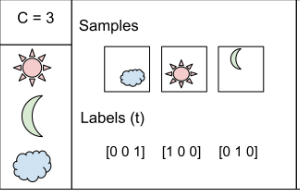 C = 3
Samples
Labels (t)
[0 0 1] [1 0 0] [0 1 0]